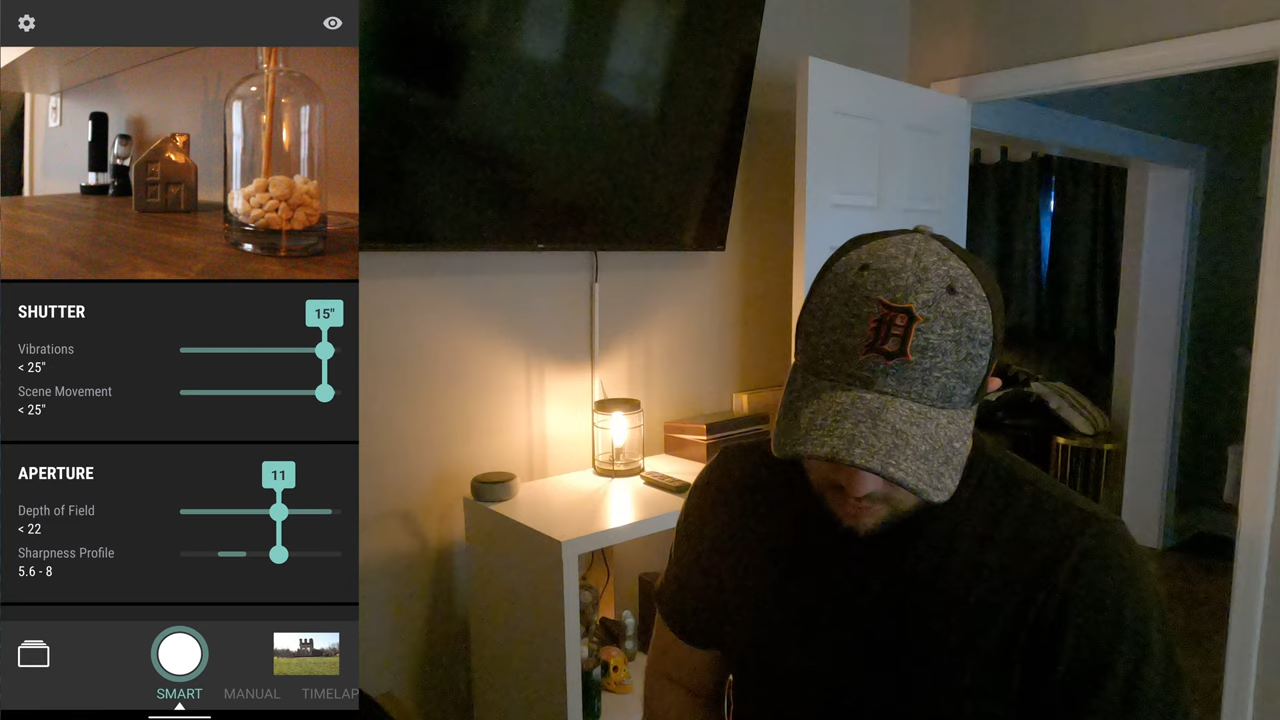 SHUTTER
15"
Vibrations
< 25"
Scene Movement
< 25"
APERTURE
11
Depth of Field
< 22
Sharpness Profile
5.6 - 8
SMART
MANUAL
TIMELAP
D